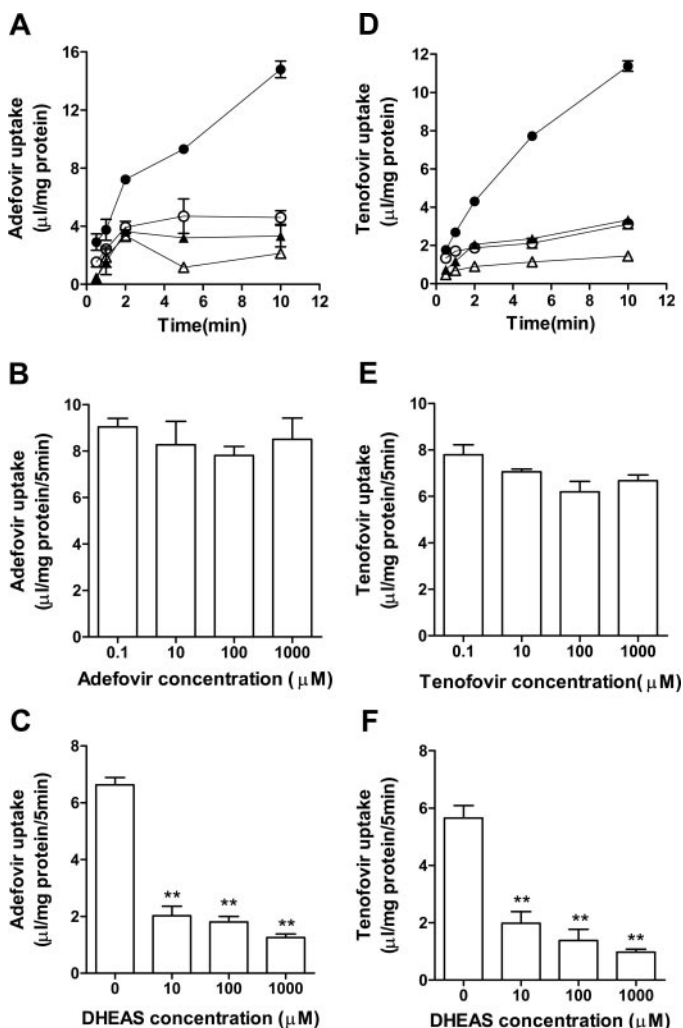 A
Adefovir uptake
(μl/mg protein)
16
12
8
4
0
0 2 4 6 8 10 12
Time(min)
D
Tenofovir uptake
(μl/mg protein)
12
10
8
6
4
2
0
0 2 4 6 8 10 12
Time(min)
B
Adefovir uptake
(μl/mg protein/5min)
10
8
6
4
2
0
0.1 10 100 1000
Adefovir concentration ( μM)
E
Tenofovir uptake
(μl/mg protein/5min)
10
8
6
4
2
0
0.1 10 100 1000
Tenofovir concentration(μM)
C
Adefovir uptake
(μl/mg protein/5min)
8
6
4
2
0
** ** **
0 10 100 1000
DHEAS concentration ( μM)
F
Tenofovir uptake
(μl/mg protein/5min)
8
6
4
2
0
** ** **
0 10 100 1000
DHEAS concentration ( μM)